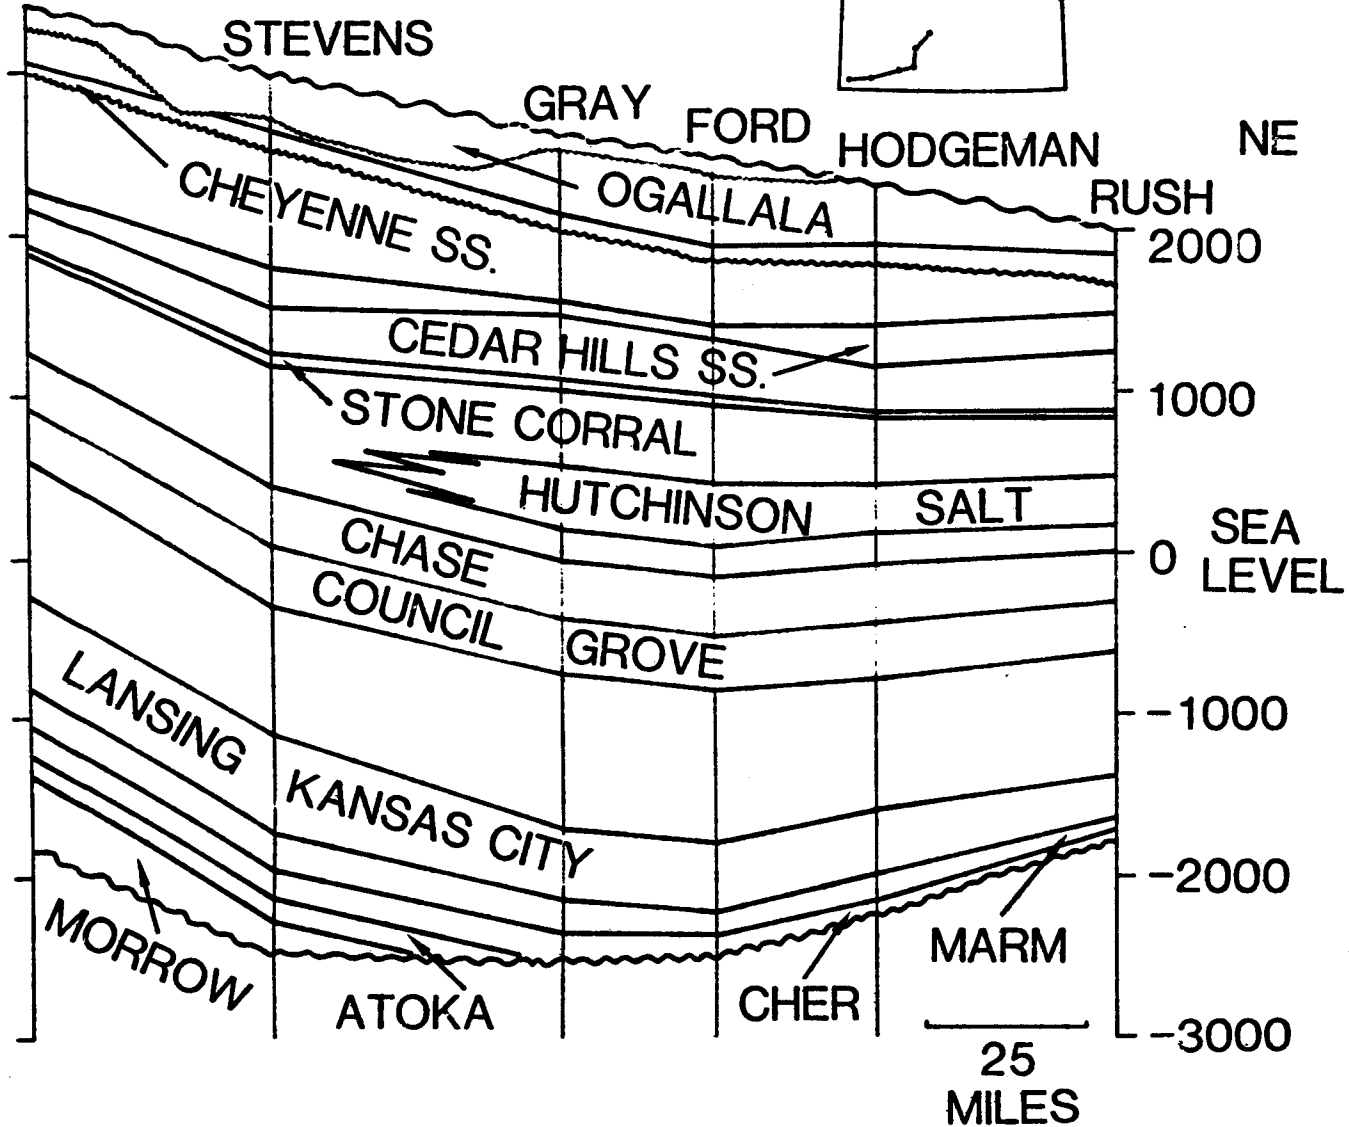 STEVENS
GRAY
FORD
HODGEMAN
NE
RUSH
CHEYENNE SS.
OGALLALA
2000
CEDAR HILLS SS.
1000
STONE CORRAL
HUTCHINSON SALT
CHASE
0 SEA
LEVEL
COUNCIL GROVE
LANSING
-1000
KANSAS CITY
-2000
MORROW
MARM
ATOKA
CHER
-3000
25
MILES